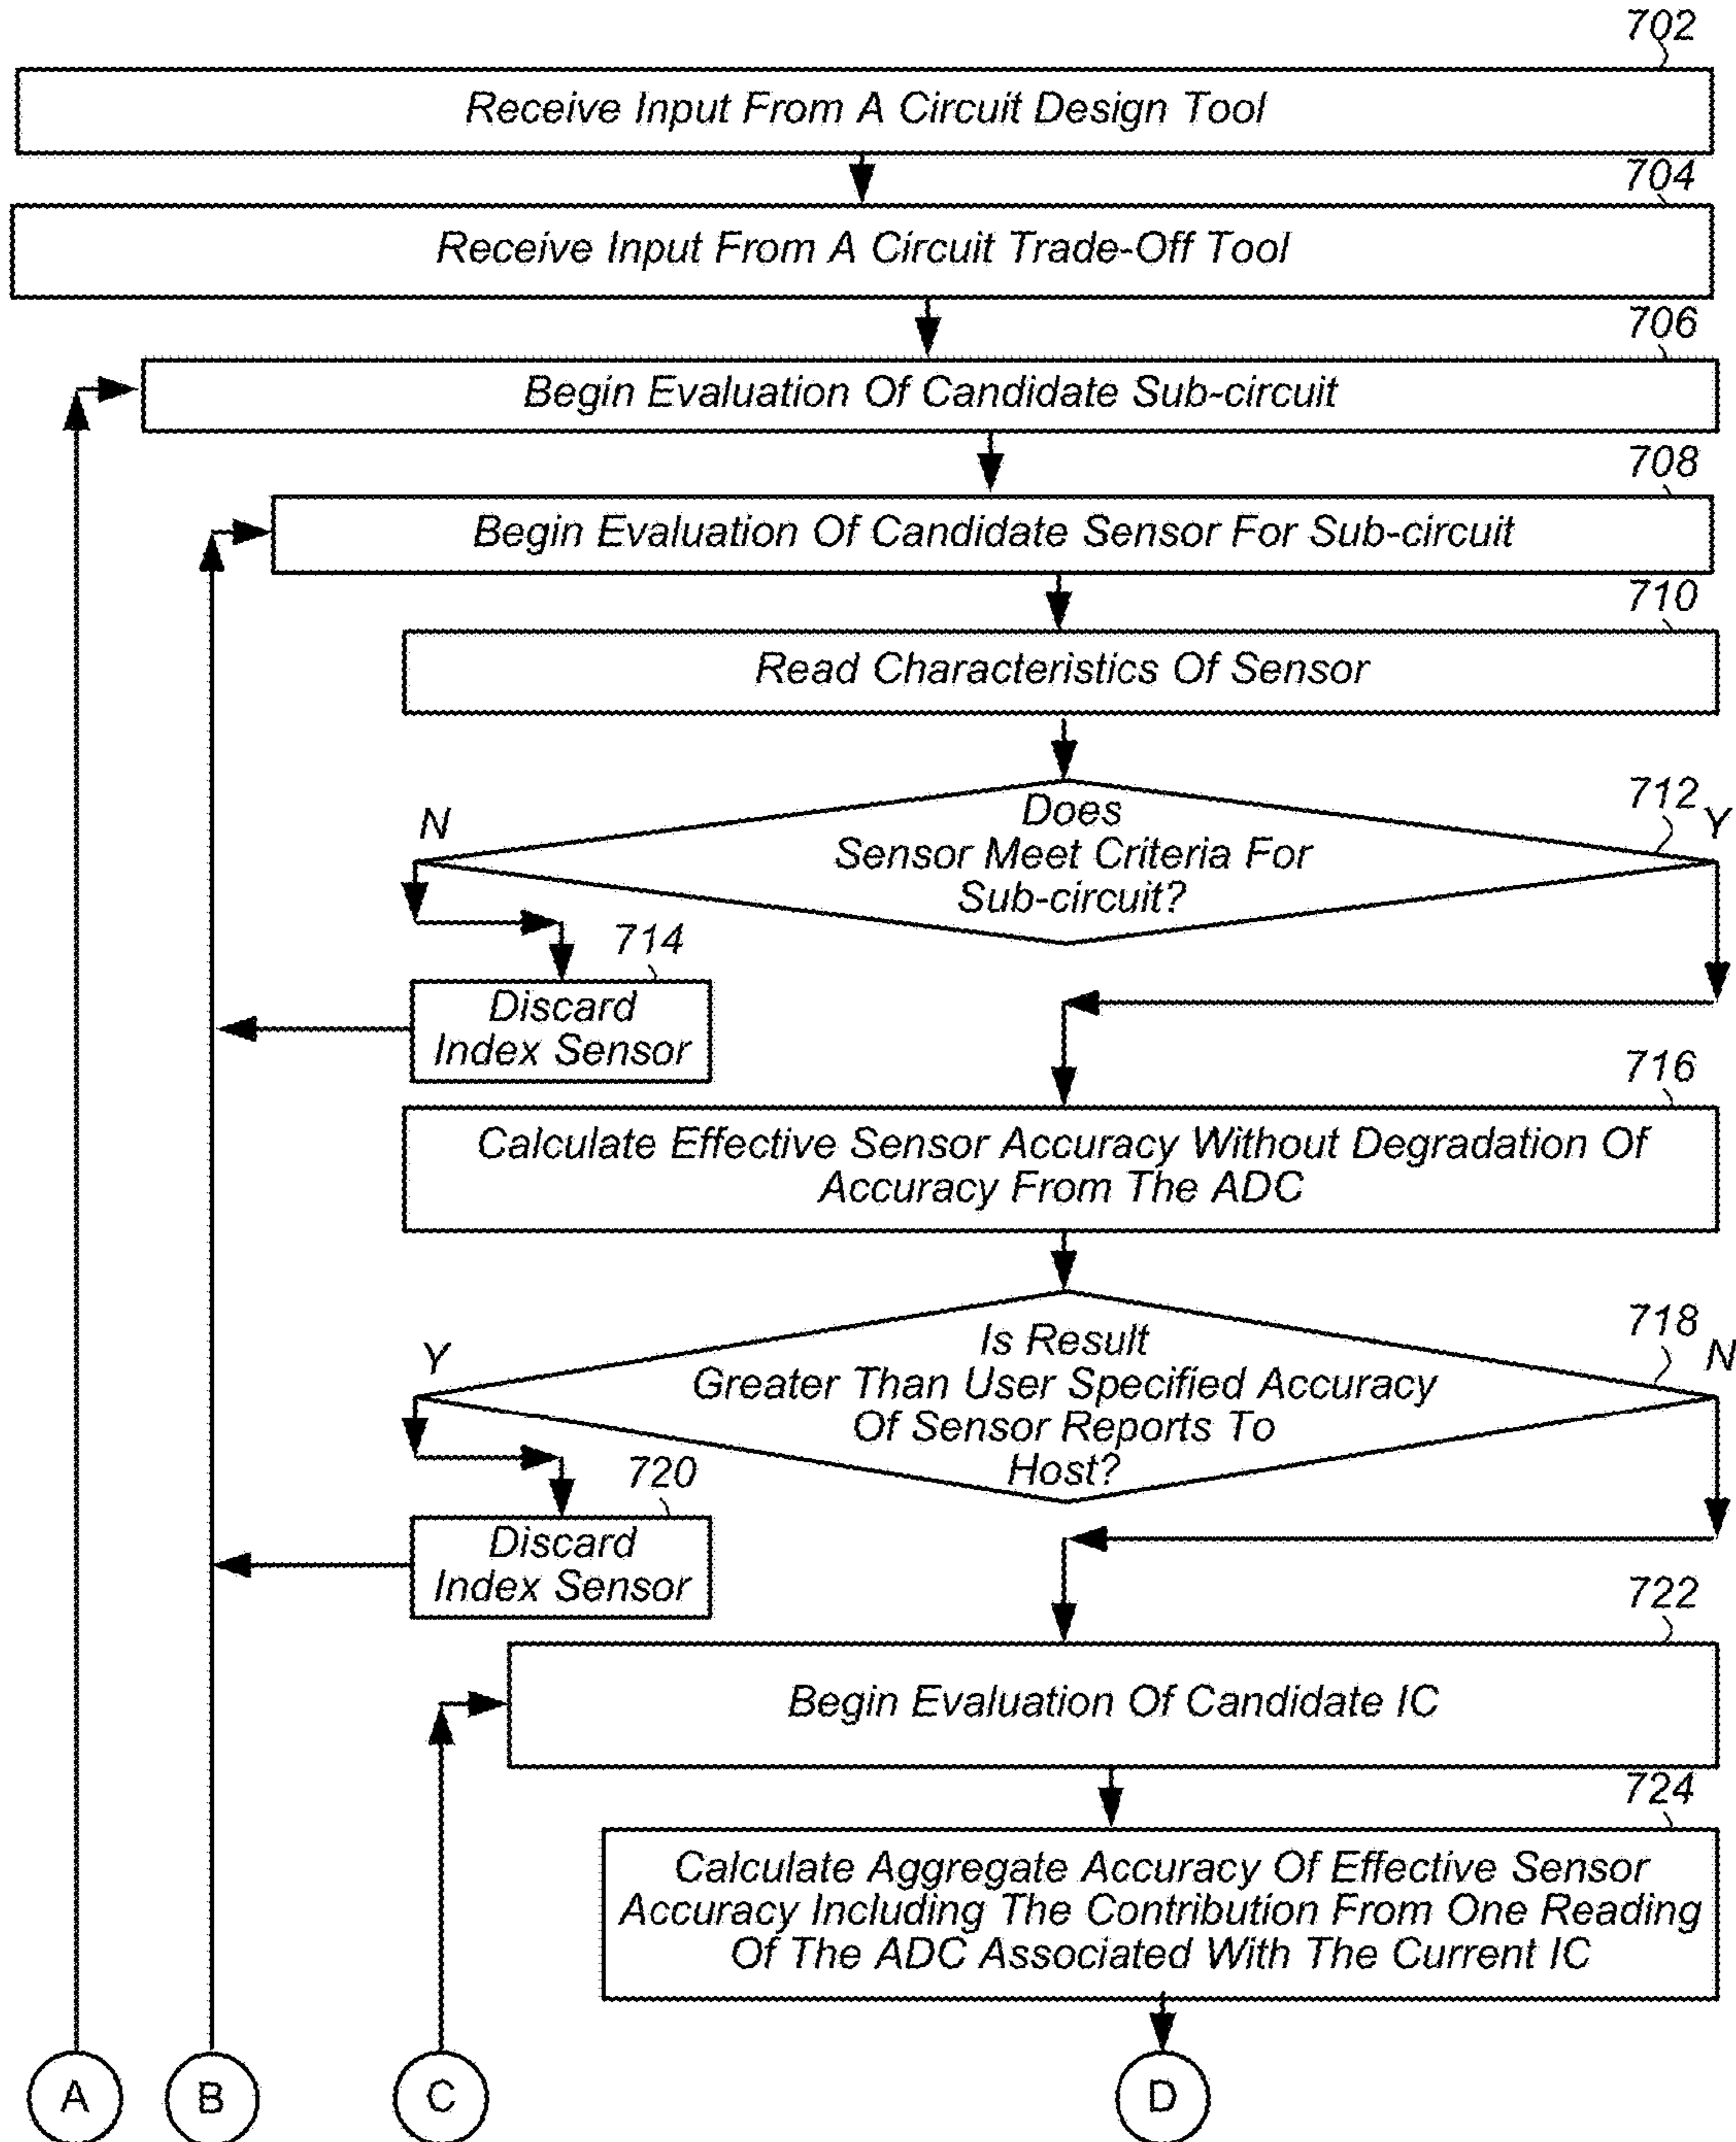 702
Receive Input From A Circuit Design Tool
704
Receive Input From A Circuit Trade-Off Tool
706
Begin Evaluation Of Candidate Sub-circuit
708
Begin Evaluation Of Candidate Sensor For Sub-circuit
710
Read Characteristics Of Sensor
712
N
Y
Does
Sensor Meet Criteria For
Sub-circuit?
714
Discard
Index Sensor
716
Calculate Effective Sensor Accuracy Without Degradation Of
Accuracy From The ADC
718
Y
N
Is Result
Greater Than User Specified Accuracy
Of Sensor Reports To
Host?
720
Discard
Index Sensor
722
Begin Evaluation Of Candidate IC
724
Calculate Aggregate Accuracy Of Effective Sensor
Accuracy Including The Contribution From One Reading
Of The ADC Associated With The Current IC
A
B
C
D